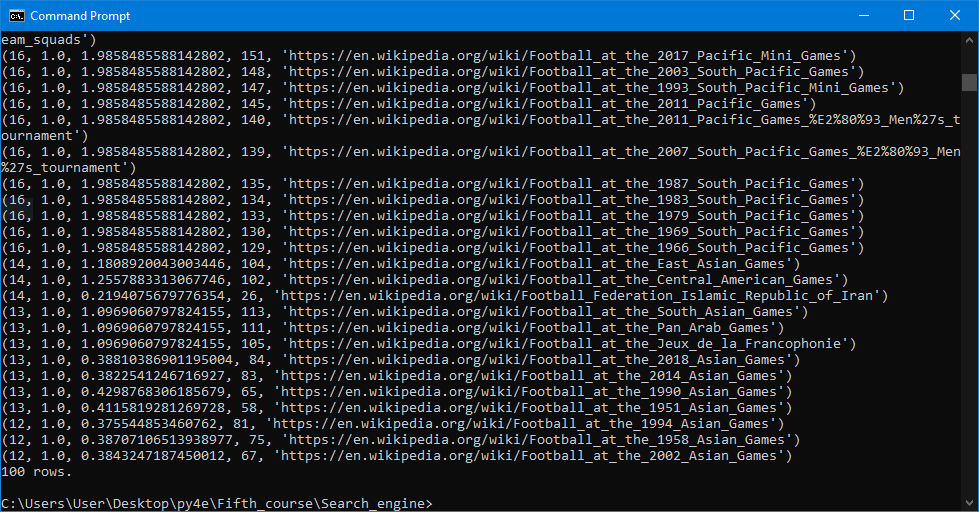 Command Prompt
eam_squads')
(16, 1.0, 1.9858485588142802, 151, 'https://en.wikipedia.org/wiki/Football_at_the_2017_Pacific_Mini_Games')
(16, 1.0, 1.9858485588142802, 148, 'https://en.wikipedia.org/wiki/Football_at_the_2003_South_Pacific_Games')
(16, 1.0, 1.9858485588142802, 147, 'https://en.wikipedia.org/wiki/Football_at_the_1993_South_Pacific_Mini_Games')
(16, 1.0, 1.9858485588142802, 145, 'https://en.wikipedia.org/wiki/Football_at_the_2011_Pacific_Games')
(16, 1.0, 1.9858485588142802, 140, 'https://en.wikipedia.org/wiki/Football_at_the_2011_Pacific_Games_%E2%80%93_Men%27s_t
ournament')
(16, 1.0, 1.9858485588142802, 139, 'https://en.wikipedia.org/wiki/Football_at_the_2007_South_Pacific_Games_%E2%80%93_Men
%27s_tournament')
(16, 1.0, 1.9858485588142802, 135, 'https://en.wikipedia.org/wiki/Football_at_the_1987_South_Pacific_Games')
(16, 1.0, 1.9858485588142802, 134, 'https://en.wikipedia.org/wiki/Football_at_the_1983_South_Pacific_Games')
(16, 1.0, 1.9858485588142802, 133, 'https://en.wikipedia.org/wiki/Football_at_the_1979_South_Pacific_Games')
(16, 1.0, 1.9858485588142802, 130, 'https://en.wikipedia.org/wiki/Football_at_the_1969_South_Pacific_Games')
(16, 1.0, 1.9858485588142802, 129, 'https://en.wikipedia.org/wiki/Football_at_the_1966_South_Pacific_Games')
(14, 1.0, 1.1808920043003446, 104, 'https://en.wikipedia.org/wiki/Football_at_the_East_Asian_Games')
(14, 1.0, 1.2557883313067746, 102, 'https://en.wikipedia.org/wiki/Football_at_the_Central_American_Games')
(14, 1.0, 0.2194075679776354, 26, 'https://en.wikipedia.org/wiki/Football_Federation_Islamic_Republic_of_Iran')
(13, 1.0, 1.0969060797824155, 113, 'https://en.wikipedia.org/wiki/Football_at_the_South_Asian_Games')
(13, 1.0, 1.0969060797824155, 111, 'https://en.wikipedia.org/wiki/Football_at_the_Pan_Arab_Games')
(13, 1.0, 1.0969060797824155, 105, 'https://en.wikipedia.org/wiki/Football_at_the_Jeux_de_la_Francophonie')
(13, 1.0, 0.38810386901195004, 84, 'https://en.wikipedia.org/wiki/Football_at_the_2018_Asian_Games')
(13, 1.0, 0.3822541246716927, 83, 'https://en.wikipedia.org/wiki/Football_at_the_2014_Asian_Games')
(13, 1.0, 0.4298768306185679, 65, 'https://en.wikipedia.org/wiki/Football_at_the_1990_Asian_Games')
(13, 1.0, 0.4115819281269728, 58, 'https://en.wikipedia.org/wiki/Football_at_the_1951_Asian_Games')
(12, 1.0, 0.375544853460762, 81, 'https://en.wikipedia.org/wiki/Football_at_the_1994_Asian_Games')
(12, 1.0, 0.38707106513938977, 75, 'https://en.wikipedia.org/wiki/Football_at_the_1958_Asian_Games')
(12, 1.0, 0.3843247187450012, 67, 'https://en.wikipedia.org/wiki/Football_at_the_2002_Asian_Games')
100 rows.
C:\Users\User\Desktop\py4e\Fifth_course\Search_engine>